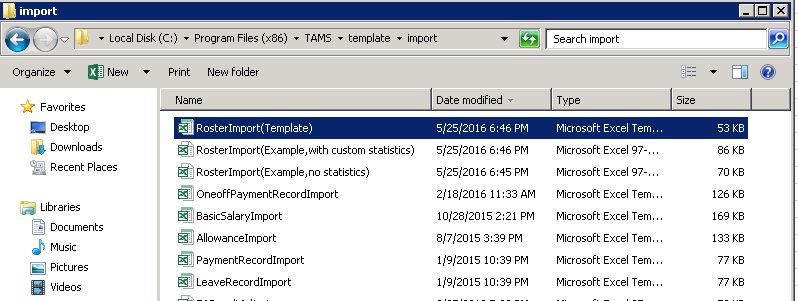 import
Local Disk (C:) Program Files (x86) TAMS template import Search import
Organize New Print New folder
Favorites
Desktop
Downloads
Recent Places
Libraries
Documents
Music
Pictures
Videos
Name Date modified Type Size
RosterImport(Template) 5/25/2016 6:46 PM Microsoft Excel Tem... 53 KB
RosterImport(Example,with custom statistics) 5/25/2016 6:46 PM Microsoft Excel 97-... 86 KB
RosterImport(Example,no statistics) 5/25/2016 6:45 PM Microsoft Excel 97-... 70 KB
OneoffPaymentRecordImport 2/18/2016 11:33 AM Microsoft Excel Tem... 126 KB
BasicSalaryImport 10/28/2015 2:21 PM Microsoft Excel Tem... 169 KB
AllowanceImport 8/7/2015 3:39 PM Microsoft Excel Tem... 133 KB
PaymentRecordImport 1/9/2015 10:39 PM Microsoft Excel Tem... 77 KB
LeaveRecordImport 1/9/2015 10:39 PM Microsoft Excel Tem... 77 KB